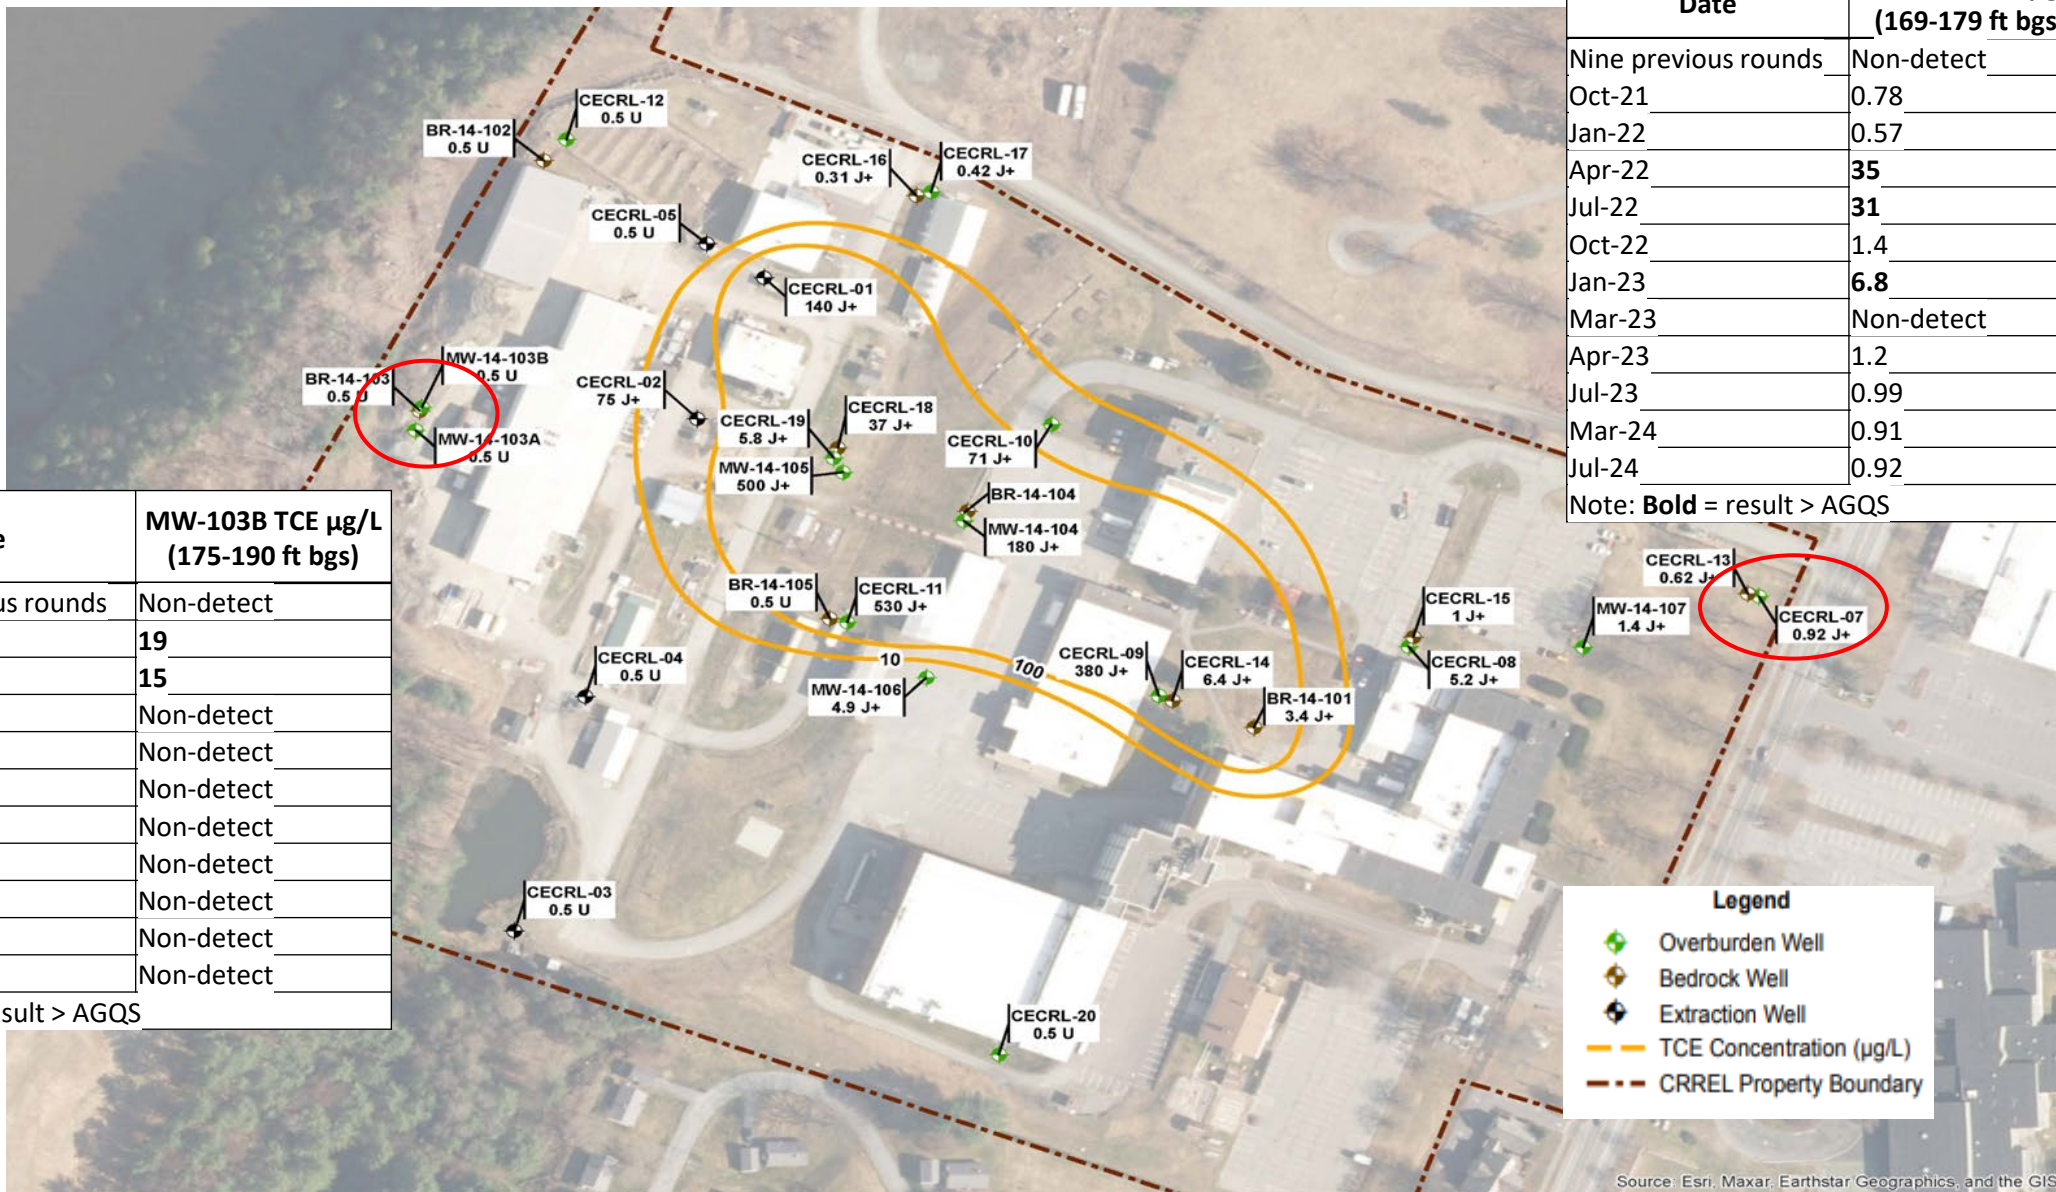 Date
(169-179 ft bgs
Nine previous rounds Non-detect
Oct-21 0.78
Jan-22 0.57
Apr-22 35
Jul-22 31
Oct-22 1.4
Jan-23 6.8
Mar-23 Non-detect
Apr-23 1.2
Jul-23 0.99
Mar-24 0.91
Jul-24 0.92
Note: Bold = result > AGQS
CECRL-12
0.5 U
BR-14-102
0.5 U
CECRL-16
0.31 J+
CECRL-17
0.42 J+
CECRL-05
0.5 U
CECRL-01
140 J+
MW-14-103B
0.5 U
BR-14-103
0.5 U
MW-14-103A
0.5 U
CECRL-02
75 J+
CECRL-19
5.8 J+
CECRL-18
37 J+
MW-14-105
500 J+
CECRL-10
71 J+
BR-14-104
MW-14-104
180 J+
BR-14-105
0.5 U
CECRL-11
530 J+
CECRL-04
0.5 U
10
100
MW-14-106
4.9 J+
CECRL-09
380 J+
CECRL-14
6.4 J+
BR-14-101
3.4 J+
CECRL-15
1 J+
CECRL-08
5.2 J+
MW-14-107
1.4 J+
CECRL-13
0.62 J+
CECRL-07
0.92 J+
CECRL-03
0.5 U
CECRL-20
0.5 U
e MW-103B TCE µg/L
(175-190 ft bgs)
us rounds Non-detect
19
15
Non-detect
Non-detect
Non-detect
Non-detect
Non-detect
Non-detect
Non-detect
Non-detect
sult > AGQS
Legend
Overburden Well
Bedrock Well
Extraction Well
TCE Concentration (µg/L)
CRREL Property Boundary
Source: Esri, Maxar, Earthstar Geographics, and the GIS